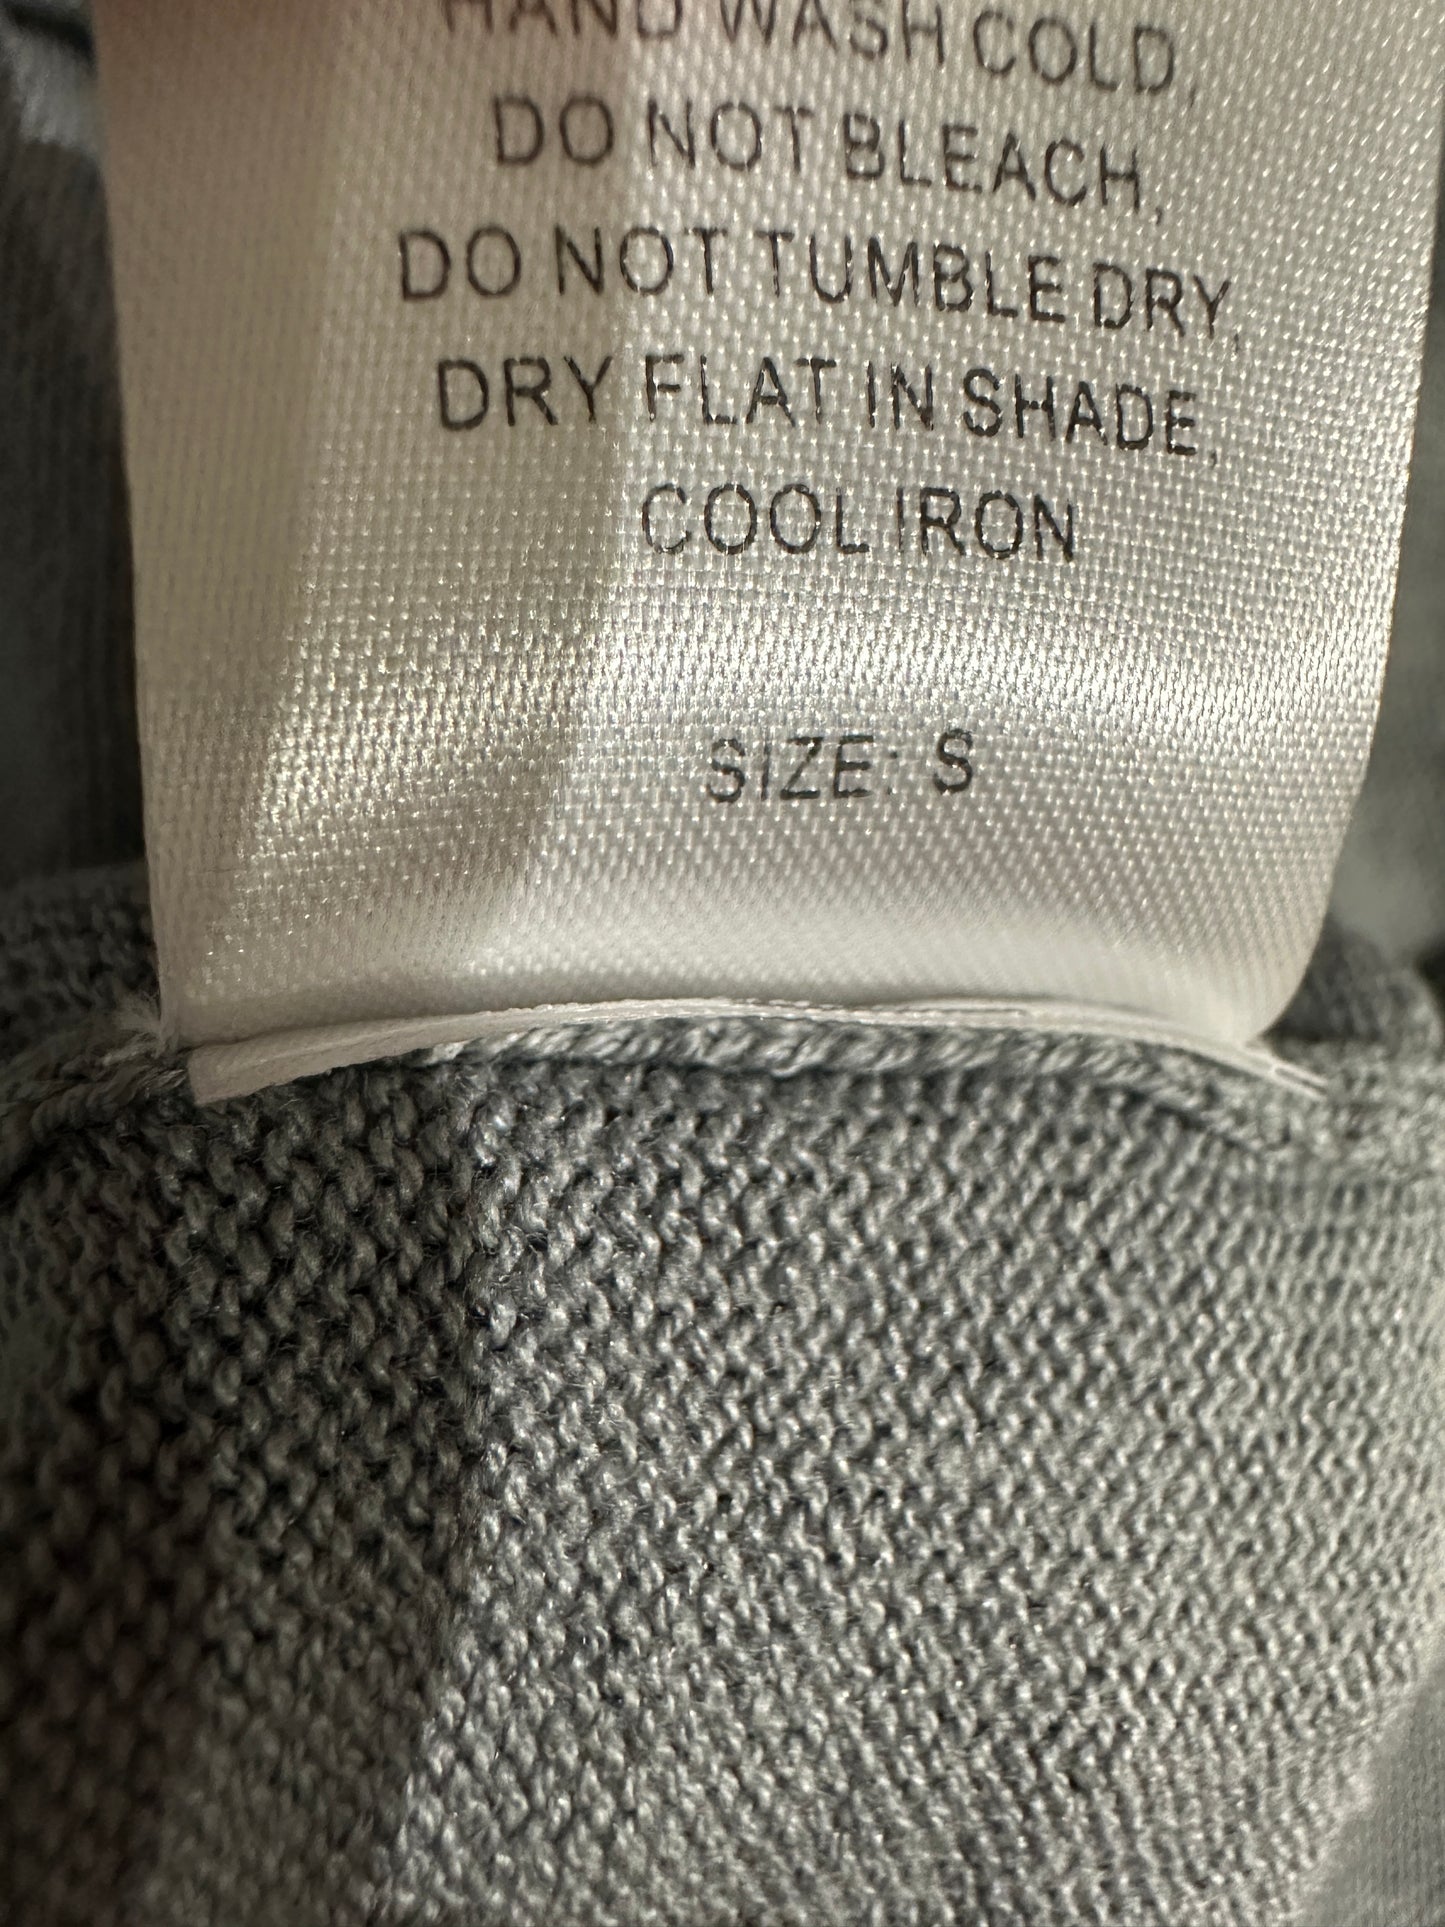 HAND WASH COLD,
DO NOT BLEACH,
DO NOT TUMBLE DRY,
DRY FLAT IN SHADE,
COOL IRON
SIZE: S